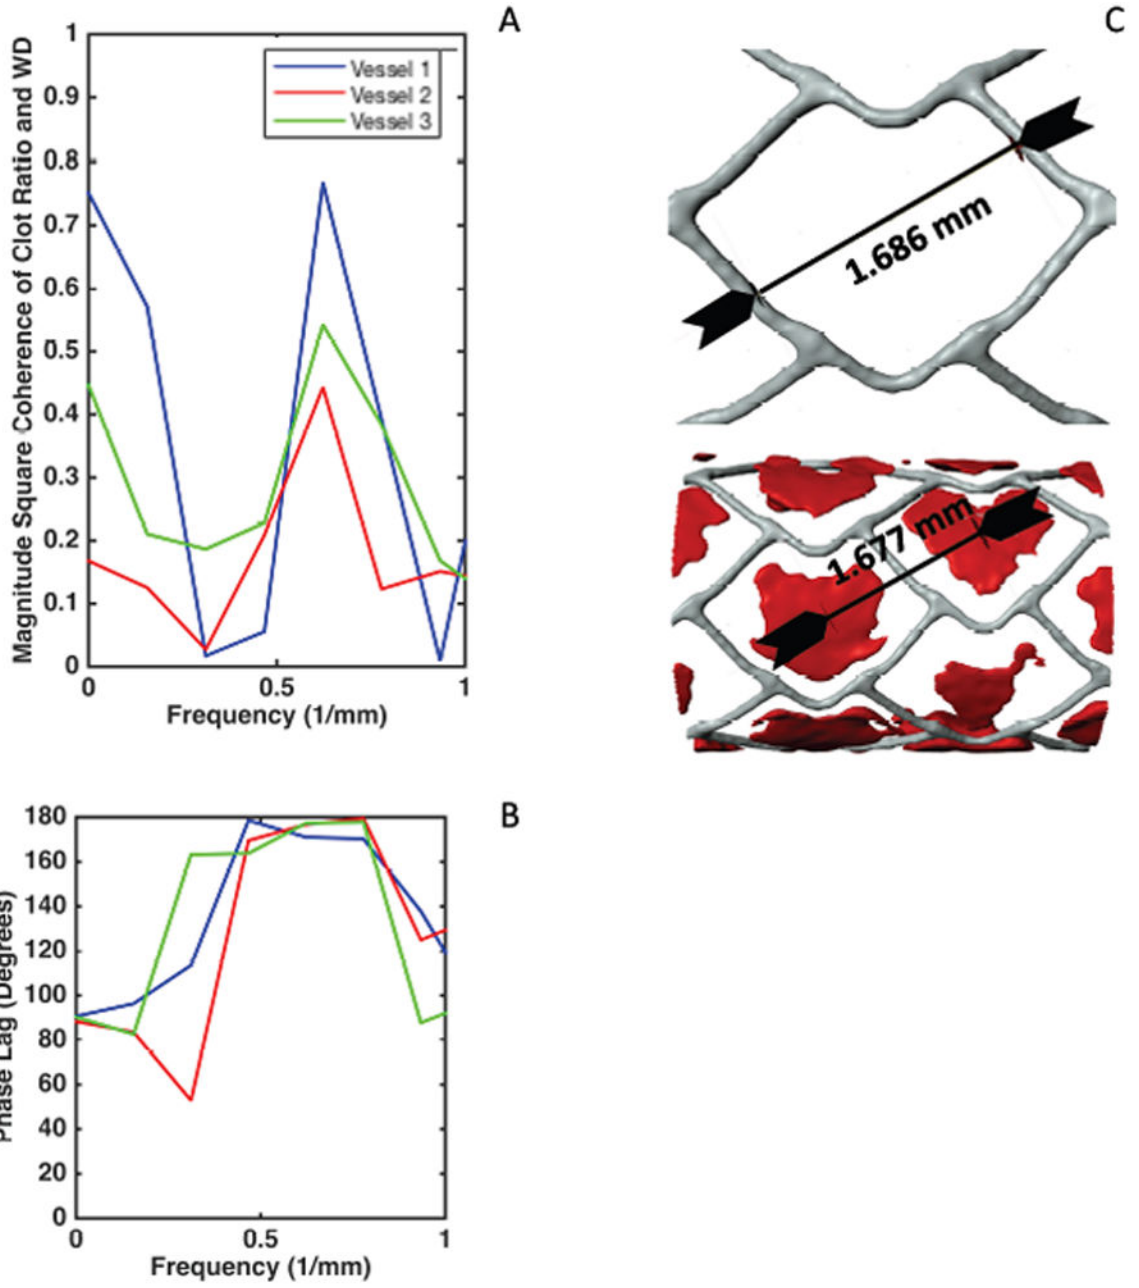 A
Magnitude Square Coherence of Clot Ratio and WD
1
0.9
0.8
0.7
0.6
0.5
0.4
0.3
0.2
0.1
0
Vessel 1
Vessel 2
Vessel 3
0 0.5 1
Frequency (1/mm)
C
1.686 mm
1.677 mm
B
Phase Lag (Degrees)
180
160
140
120
100
80
60
40
20
0
0 0.5 1
Frequency (1/mm)